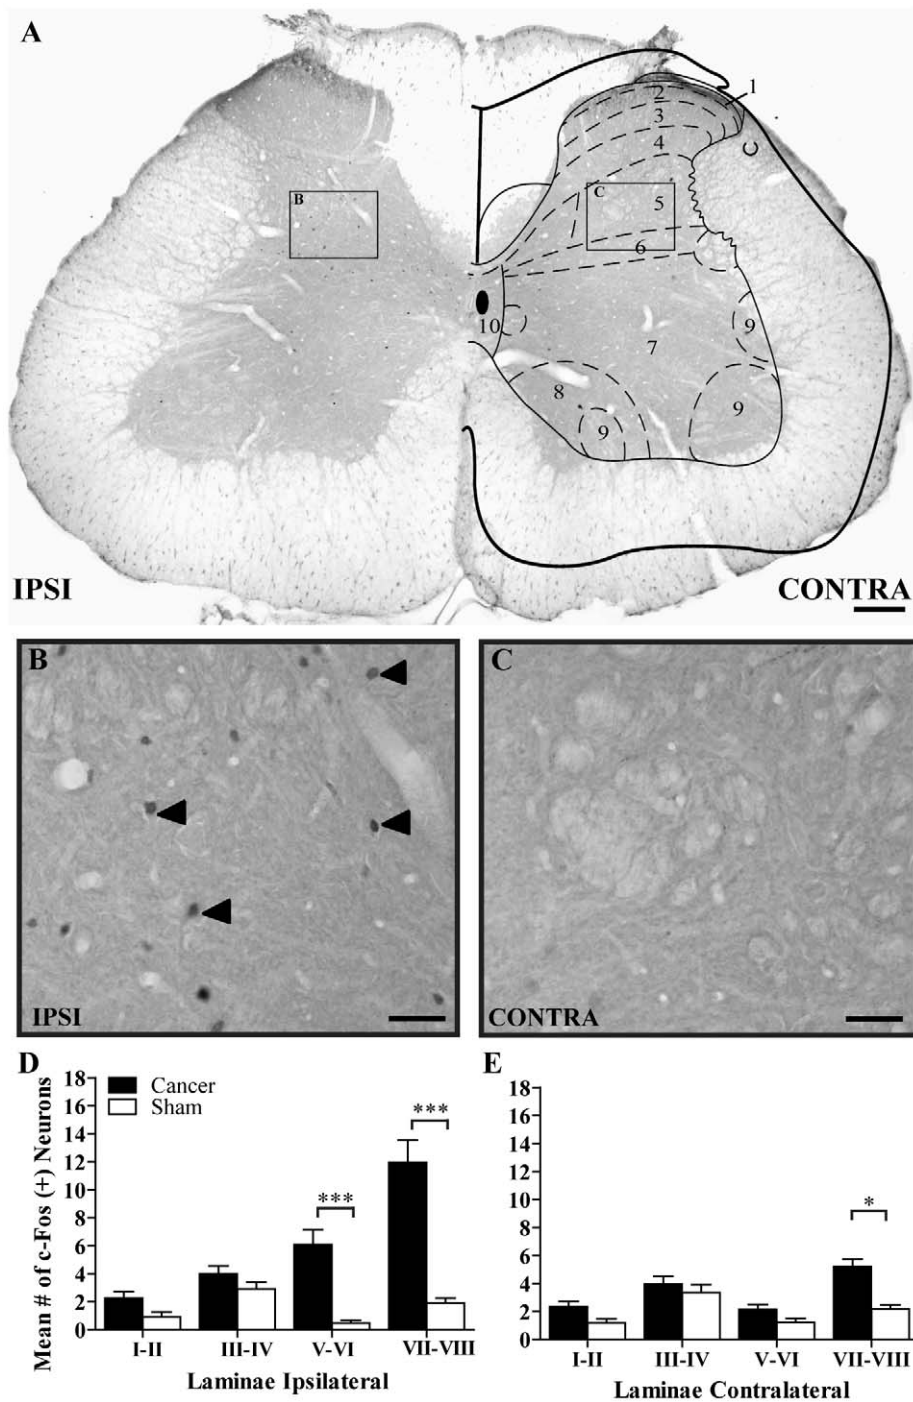 A
1
2
3
4
B
C
5
6
10
7
9
8
9
9
IPSI
CONTRA
B
IPSI
C
CONTRA
D
Mean # of c-Fos (+) Neurons
18
16
14
12
10
8
6
4
2
0
Cancer
Sham
***
***
I-II
III-IV
V-VI
VII-VIII
Laminae Ipsilateral
E
18
16
14
12
10
8
6
4
2
0
*
I-II
III-IV
V-VI
VII-VIII
Laminae Contralateral